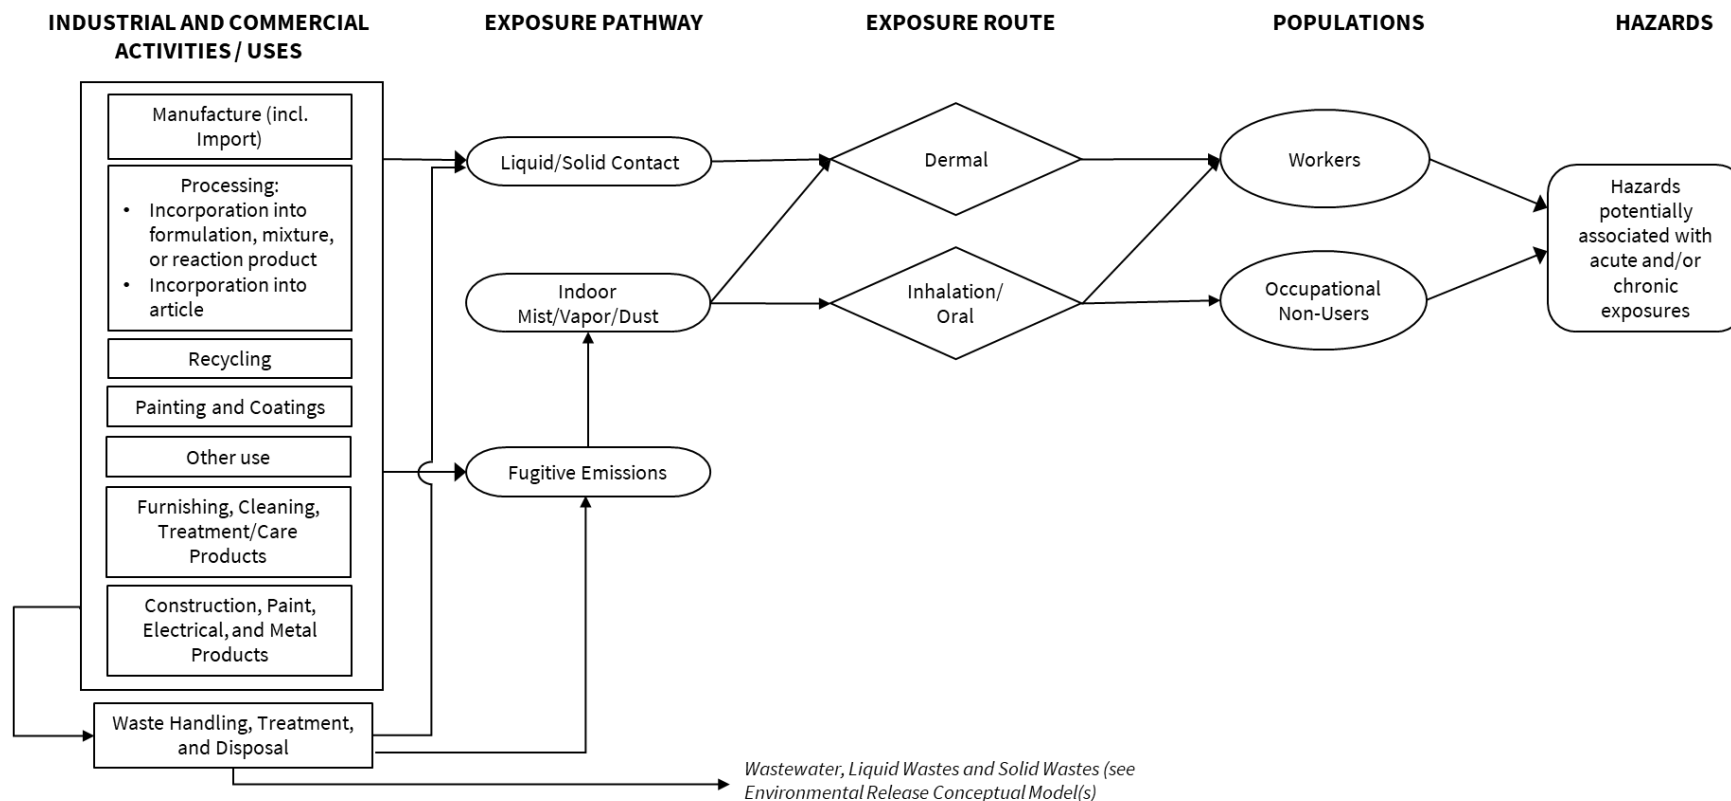 INDUSTRIAL AND COMMERCIAL
ACTIVITIES / USES
EXPOSURE PATHWAY
EXPOSURE ROUTE
POPULATIONS
HAZARDS
Manufacture (incl.
Import)
Processing:
• Incorporation into
formulation, mixture,
or reaction product
• Incorporation into
article
Recycling
Painting and Coatings
Other use
Furnishing, Cleaning,
Treatment/Care
Products
Construction, Paint,
Electrical, and Metal
Products
Waste Handling, Treatment,
and Disposal
Liquid/Solid Contact
Indoor
Mist/Vapor/Dust
Fugitive Emissions
Dermal
Inhalation/
Oral
Workers
Occupational
Non-Users
Hazards
potentially
associated with
acute and/or
chronic
exposures
Wastewater, Liquid Wastes and Solid Wastes (see
Environmental Release Conceptual Model(s)